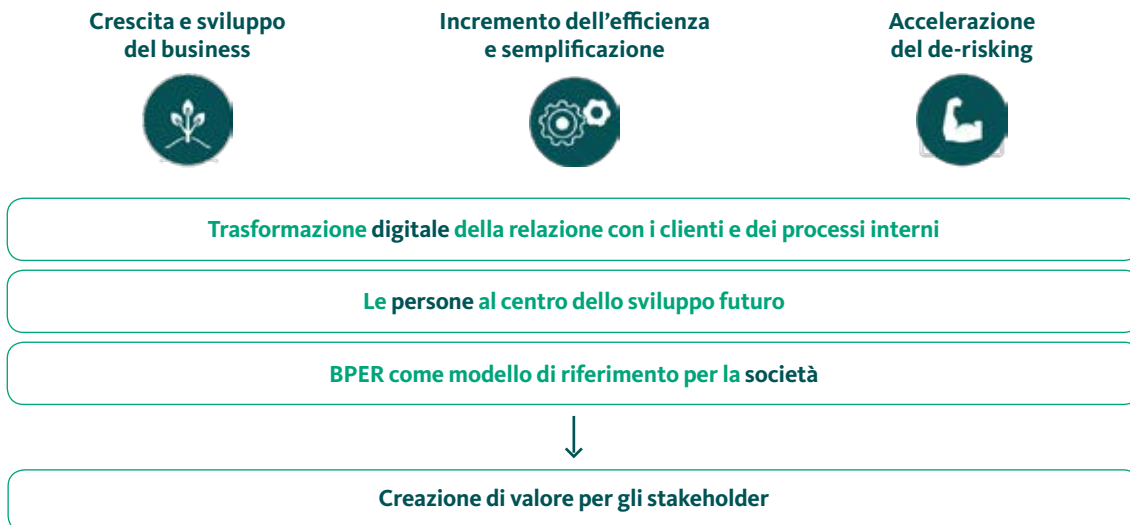 Crescita e sviluppo
del business
Incremento dell'efficienza
e semplificazione
Accelerazione
del de-risking
Trasformazione digitale della relazione con i clienti e dei processi interni
Le persone al centro dello sviluppo futuro
BPER come modello di riferimento per la società
Creazione di valore per gli stakeholder